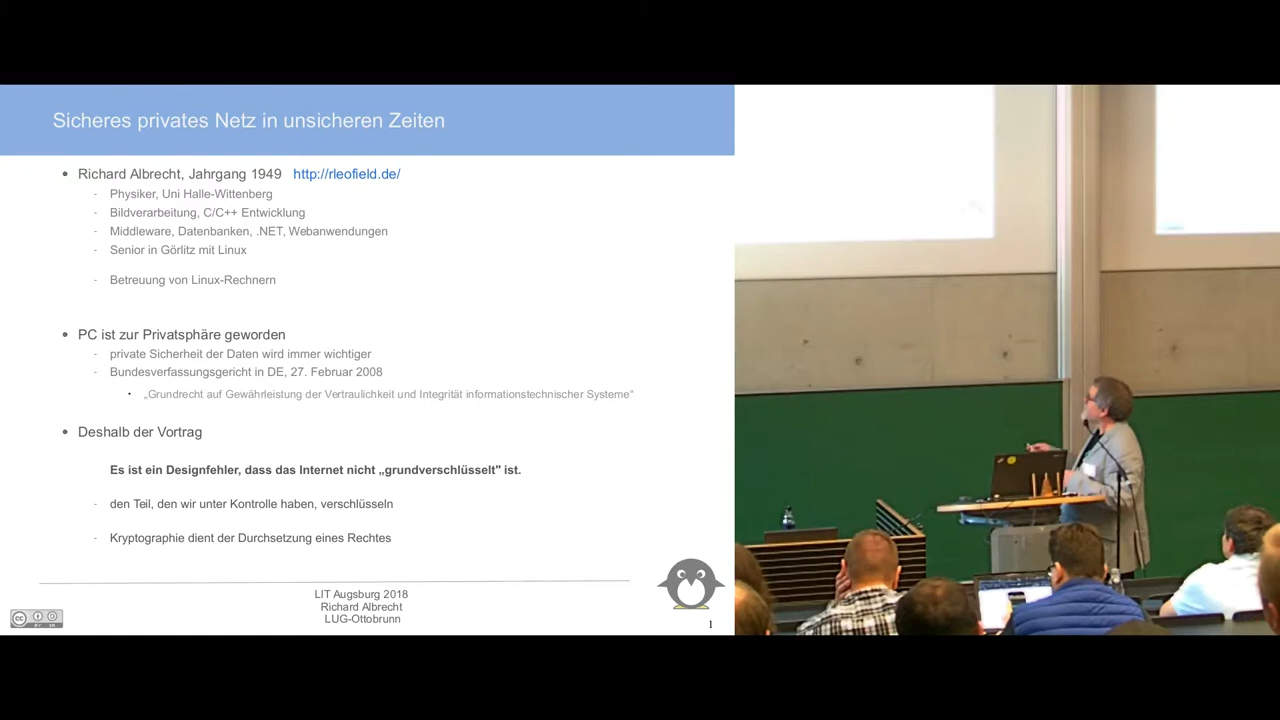 Sicheres privates Netz in unsicheren Zeiten
• Richard Albrecht, Jahrgang 1949 http://rleofield.de/
- Physiker, Uni Halle-Wittenberg
- Bildverarbeitung, C/C++ Entwicklung
- Middleware, Datenbanken, .NET, Webanwendungen
- Senior in Görlitz mit Linux
- Betreuung von Linux-Rechnern
• PC ist zur Privatsphäre geworden
- private Sicherheit der Daten wird immer wichtiger
- Bundesverfassungsgericht in DE, 27. Februar 2008
• „Grundrecht auf Gewährleistung der Vertraulichkeit und Integrität informationstechnischer Systeme“
• Deshalb der Vortrag
Es ist ein Designfehler, dass das Internet nicht „grundverschlüsselt" ist.
- den Teil, den wir unter Kontrolle haben, verschlüsseln
- Kryptographie dient der Durchsetzung eines Rechtes
LIT Augsburg 2018
Richard Albrecht
LUG-Ottobrunn
cc
1